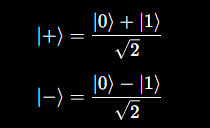 |+⟩ = (|0⟩ + |1⟩)/√2
|−⟩ = (|0⟩ − |1⟩)/√2